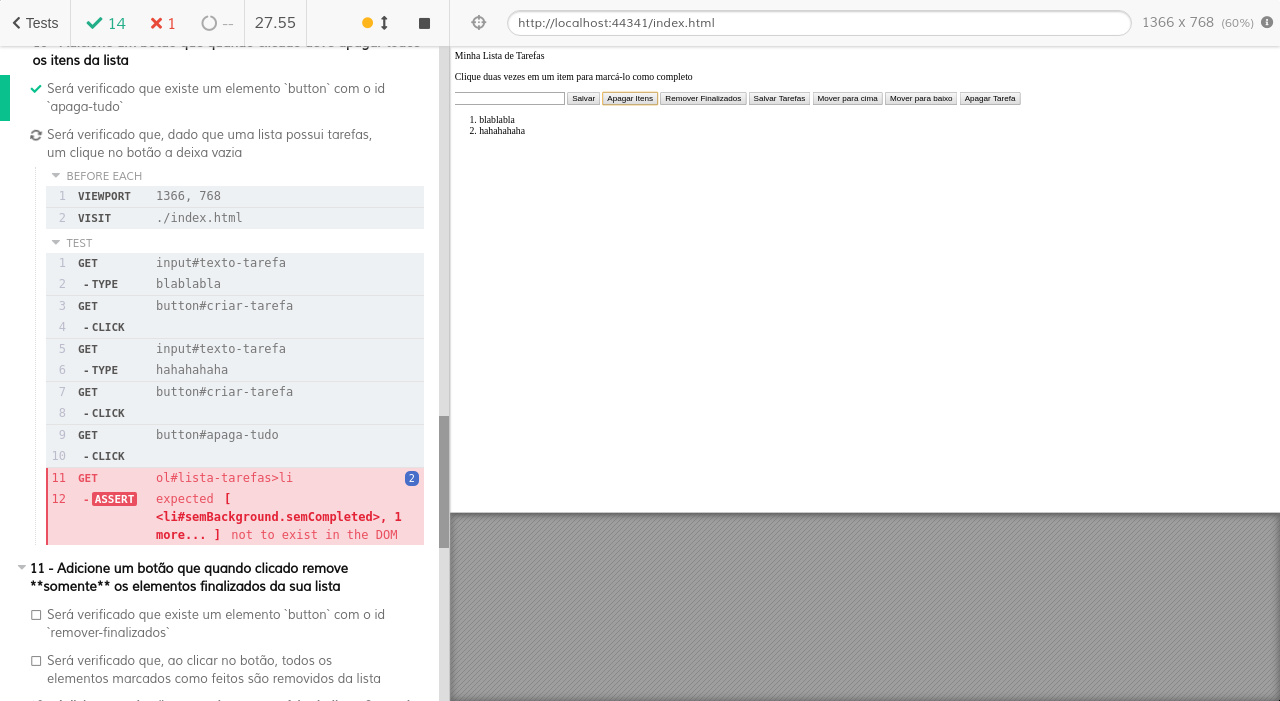 Tests 14 1 -- 27.55
http://localhost:44341/index.html 1366 x 768 (60%)
os itens da lista
Será verificado que existe um elemento `button` com o id
`apaga-tudo`
Será verificado que, dado que uma lista possui tarefas,
um clique no botão a deixa vazia
BEFORE EACH
1 VIEWPORT 1366, 768
2 VISIT ./index.html
TEST
1 GET input#texto-tarefa
2 -TYPE blablabla
3 GET button#criar-tarefa
4 -CLICK
5 GET input#texto-tarefa
6 -TYPE hahahahaha
7 GET button#criar-tarefa
8 -CLICK
9 GET button#apaga-tudo
10 -CLICK
11 GET ol#lista-tarefas>li 2
12 -ASSERT expected [
<li#semBackground.semCompleted>, 1
more... ] not to exist in the DOM
11 - Adicione um botão que quando clicado remove
**somente** os elementos finalizados da sua lista
Será verificado que existe um elemento `button` com o id
`remover-finalizados`
Será verificado que, ao clicar no botão, todos os
elementos marcados como feitos são removidos da lista
Minha Lista de Tarefas
Clique duas vezes em um item para marcá-lo como completo
Salvar Apagar Itens Remover Finalizados Salvar Tarefas Mover para cima Mover para baixo Apagar Tarefa
1. blablabla
2. hahahahaha